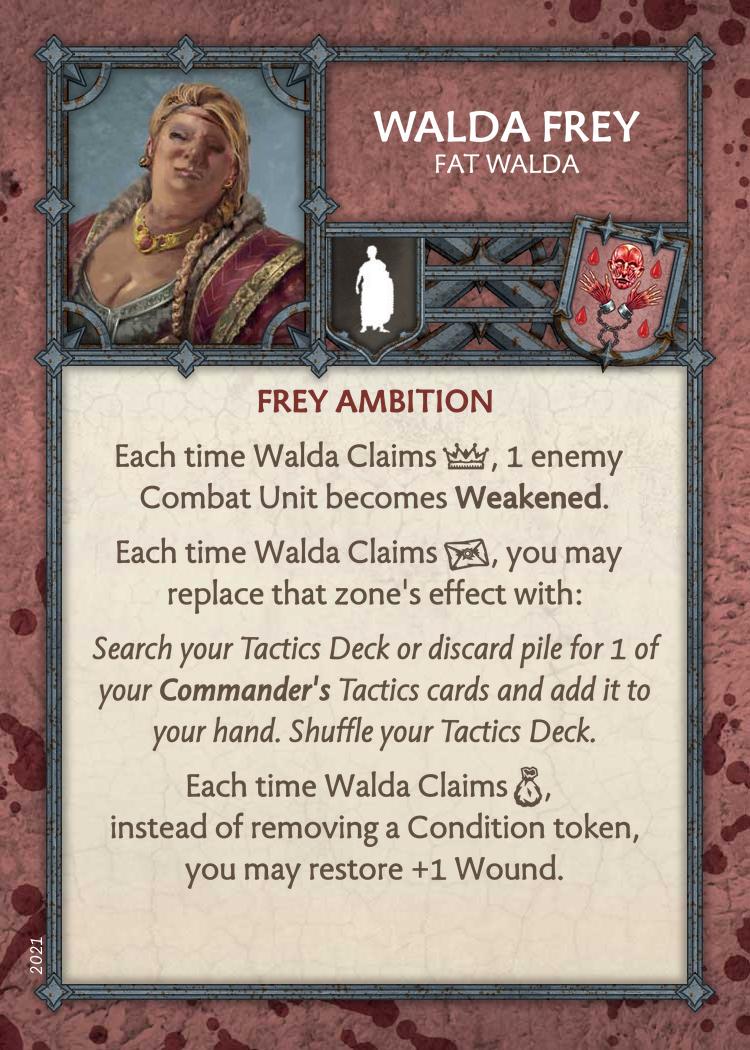 WALDA FREY
FAT WALDA
FREY AMBITION
Each time Walda Claims , 1 enemy
Combat Unit becomes Weakened.
Each time Walda Claims , you may
replace that zone's effect with:
Search your Tactics Deck or discard pile for 1 of
your Commander's Tactics cards and add it to
your hand. Shuffle your Tactics Deck.
Each time Walda Claims ,
instead of removing a Condition token,
you may restore +1 Wound.
2021